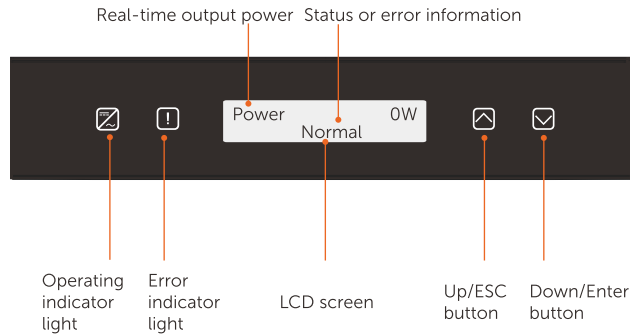 Real-time output power Status or error information
Power 0W
Normal
Operating
indicator
light
Error
indicator
light
LCD screen
Up/ESC
button
Down/Enter
button